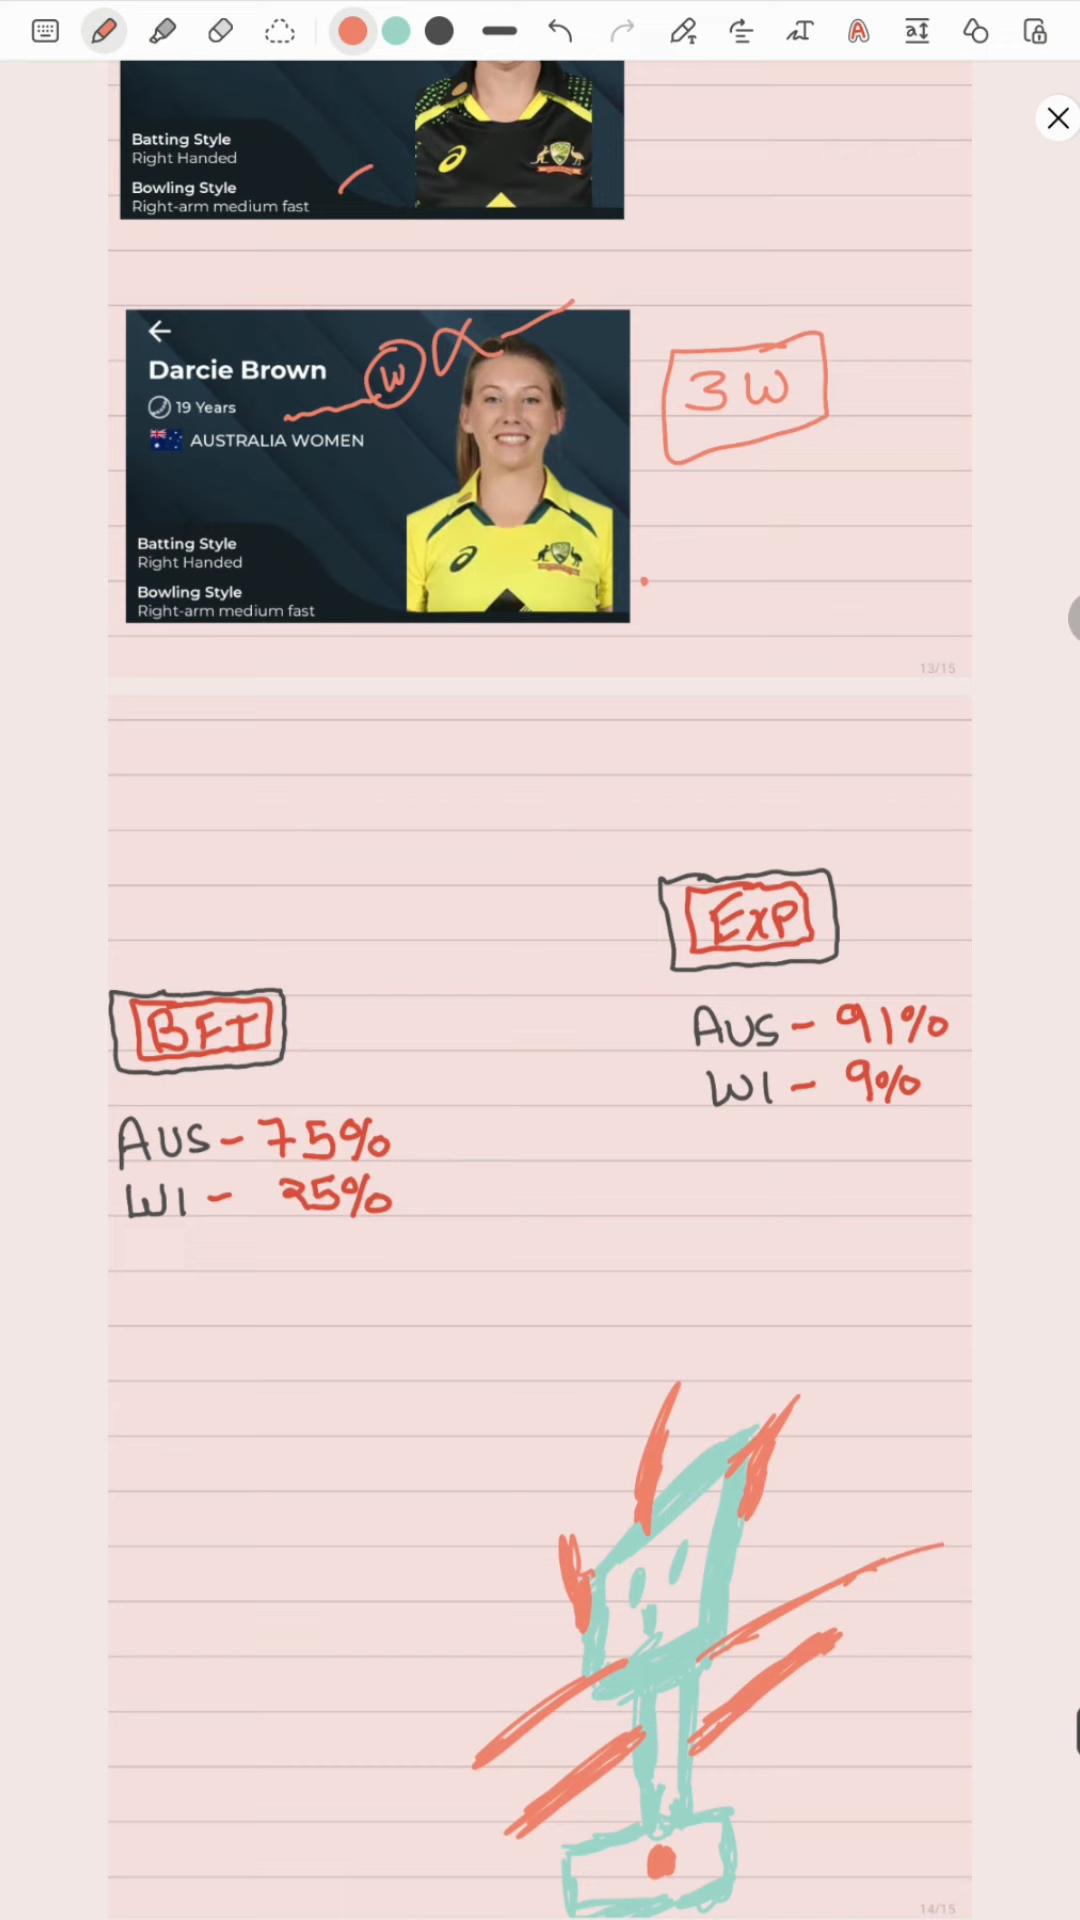 Batting Style
Right Handed
Bowling Style
Right-arm medium fast
Darcie Brown
W
19 Years
AUSTRALIA WOMEN
3 W
Batting Style
Right Handed
Bowling Style
Right-arm medium fast
13/15
EXP
BFI
AUS - 91%
WI - 9%
AUS - 75%
WI - 25%
14/15